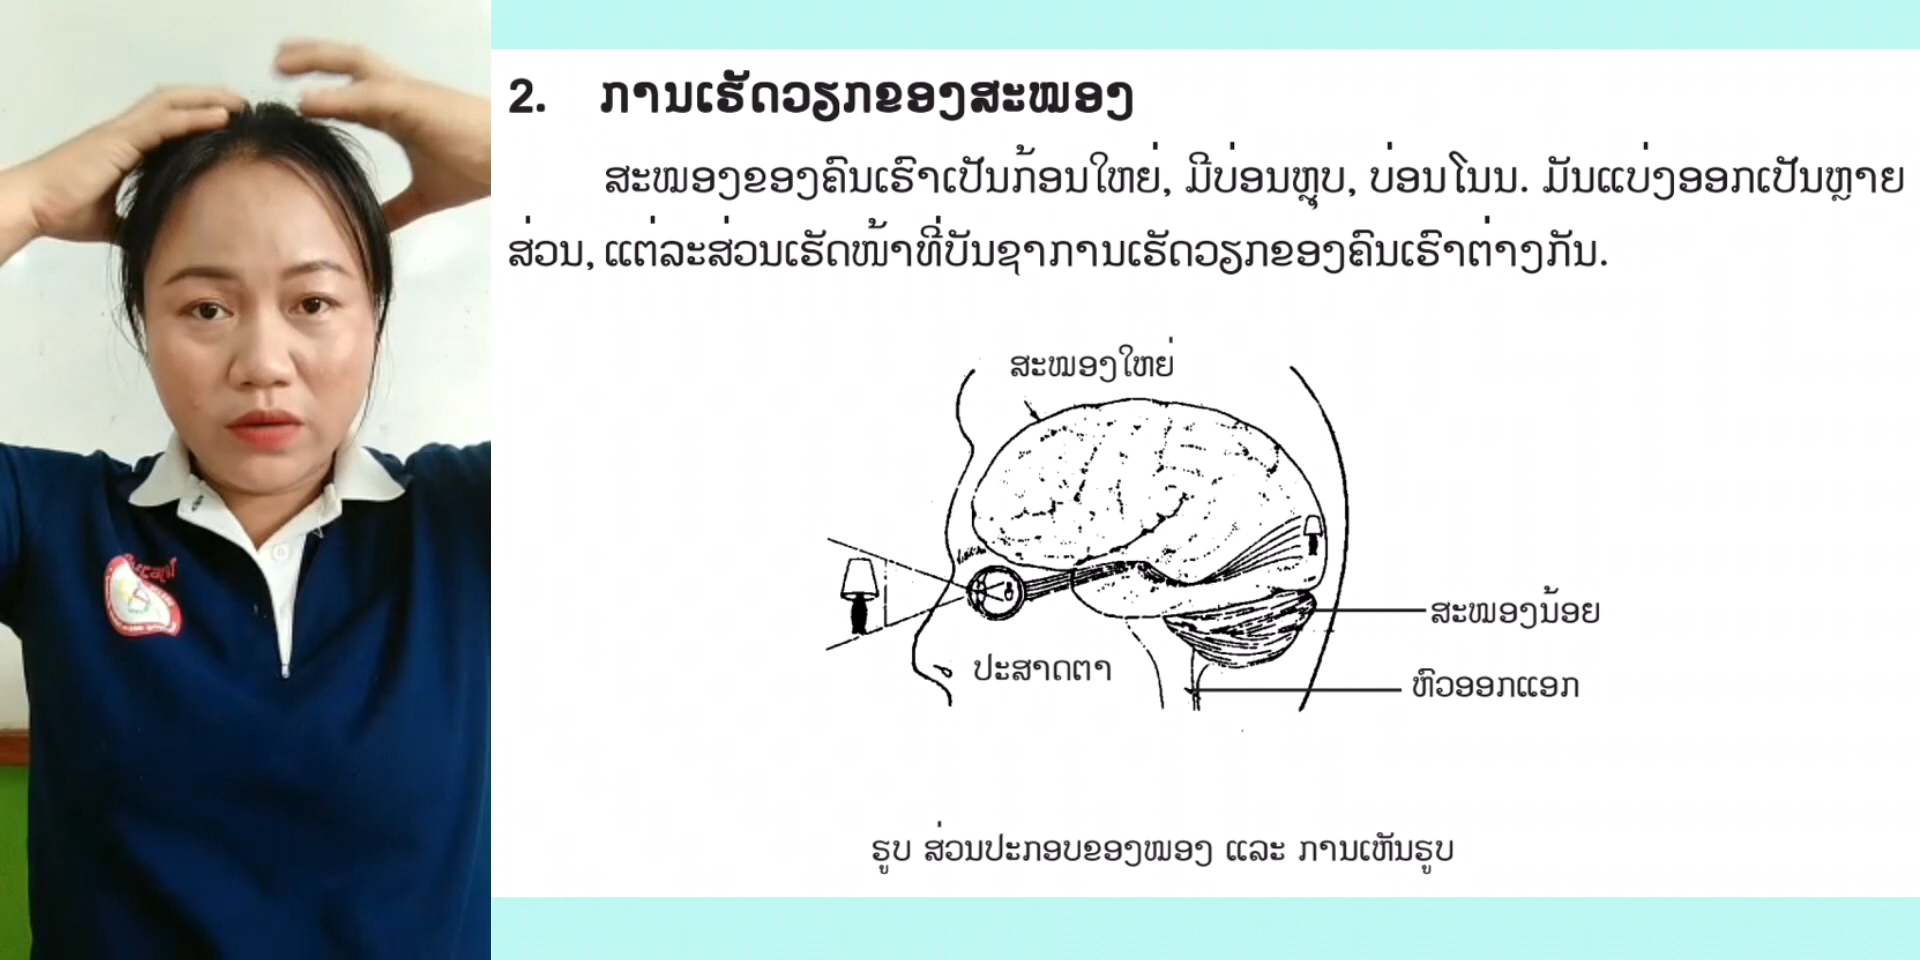 2. ການເຮັດວຽກຂອງສະໝອງ
ສະໝອງຂອງຄົນເຮົາເປັນກ້ອນໃຫຍ່, ມີບ່ອນຫຼຸບ, ບ່ອນໂນນ. ມັນແບ່ງອອກເປັນຫຼາຍ
ສ່ວນ, ແຕ່ລະສ່ວນເຮັດໜ້າທີ່ບັນຊາການເຮັດວຽກຂອງຄົນເຮົາຕ່າງກັນ.
ສະໝອງໃຫຍ່
ສະໝອງນ້ອຍ
ປະສາດຕາ
ຫົວອອກແອກ
ຮູບ ສ່ວນປະກອບຂອງໝອງ ແລະ ການເຫັນຮູບ